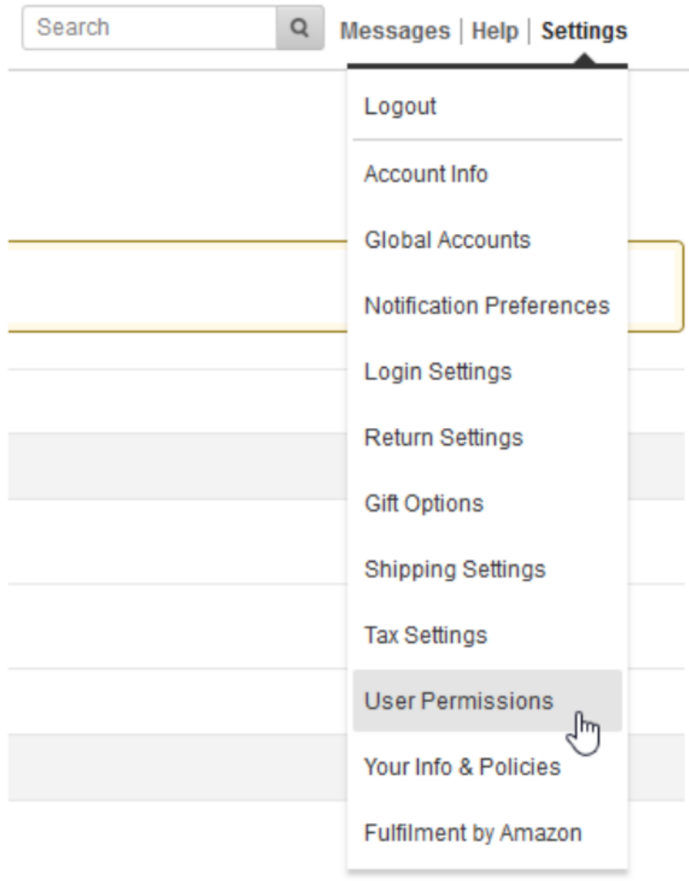 Search
Messages | Help | Settings
Logout
Account Info
Global Accounts
Notification Preferences
Login Settings
Return Settings
Gift Options
Shipping Settings
Tax Settings
User Permissions
Your Info & Policies
Fulfilment by Amazon